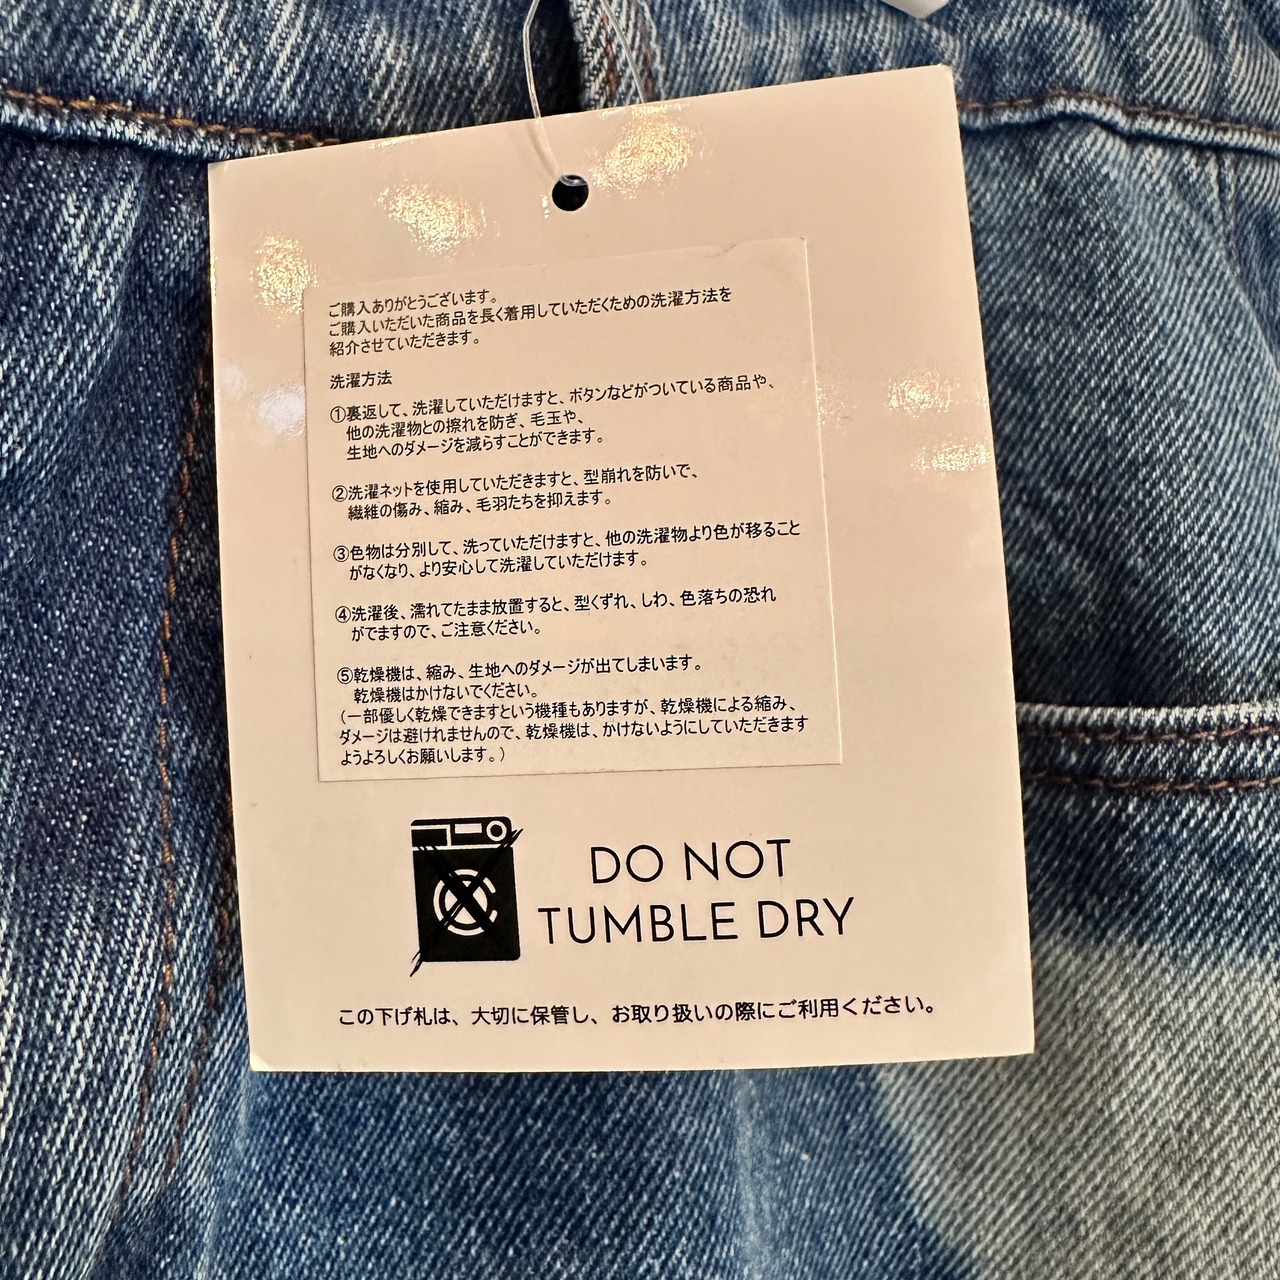 ご購入ありがとうございます。
ご購入いただいた商品を長く着用していただくための洗濯方法を
紹介させていただきます。
洗濯方法
①裏返して、洗濯していただけますと、ボタンなどがついている商品や、
他の洗濯物との擦れを防ぎ、毛玉や、
生地へのダメージを減らすことができます。
②洗濯ネットを使用していただきますと、型崩れを防いで、
繊維の傷み、縮み、毛羽たちを抑えます。
③色物は分別して、洗っていただけますと、他の洗濯物より色が移ること
がなくなり、より安心して洗濯していただけます。
④洗濯後、濡れてたまま放置すると、型くずれ、しわ、色落ちの恐れ
がでますので、ご注意ください。
⑤乾燥機は、縮み、生地へのダメージが出てしまいます。
乾燥機はかけないでください。
（一部優しく乾燥できますという機種もありますが、乾燥機による縮み、
ダメージは避けれませんので、乾燥機は、かけないようにしていただきます
ようよろしくお願いします。）
DO NOT
TUMBLE DRY
この下げ札は、大切に保管し、お取り扱いの際にご利用ください。